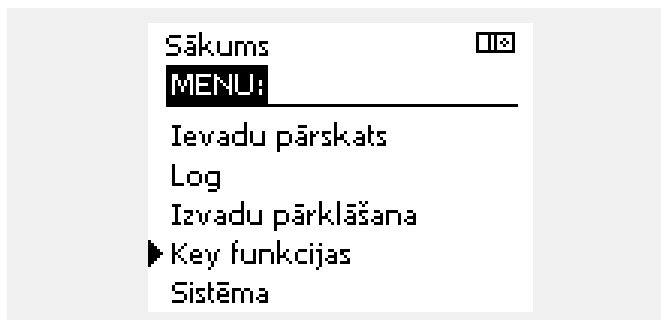 Sākums
MENU:
Ievadu pārskats
Log
Izvadu pārklāšana
Key funkcijas
Sistēma